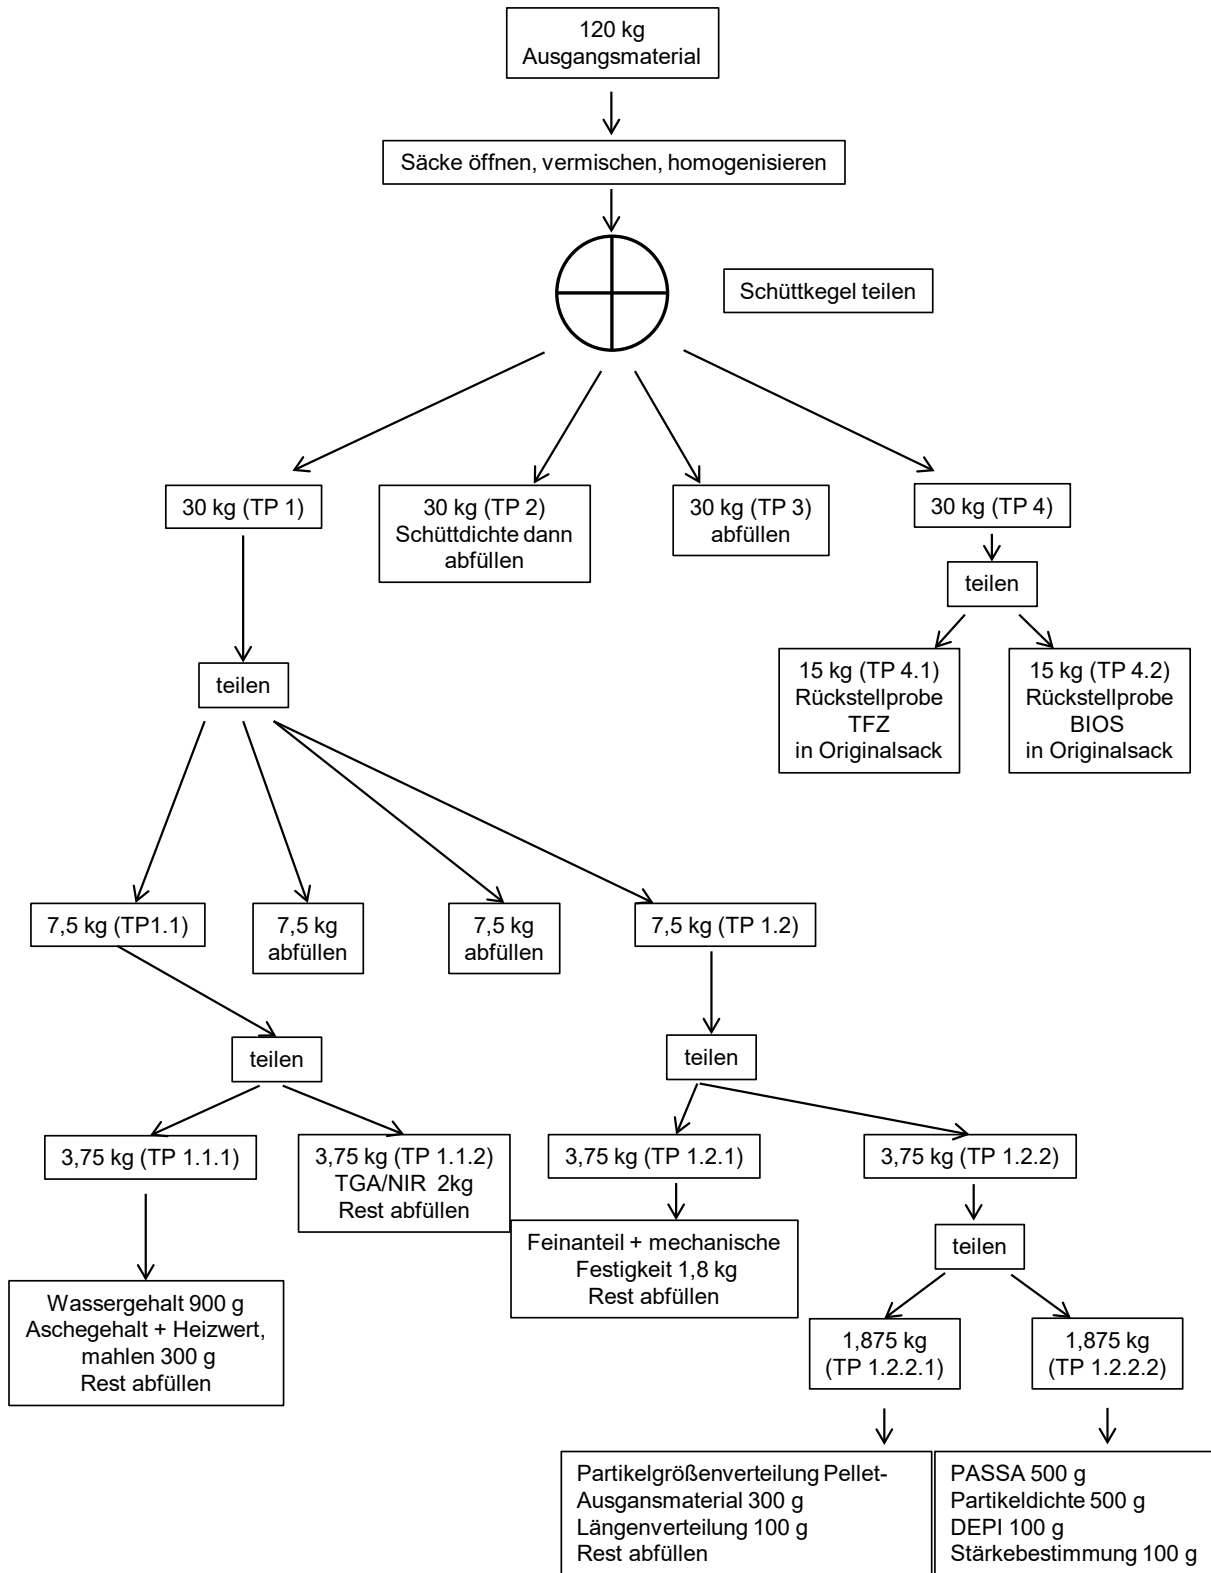 120 kg
Ausgangsmaterial
Säcke öffnen, vermischen, homogenisieren
Schüttkegel teilen
30 kg (TP 1)
30 kg (TP 2)
Schüttdichte dann
abfüllen
30 kg (TP 3)
abfüllen
30 kg (TP 4)
teilen
15 kg (TP 4.1)
Rückstellprobe
TFZ
in Originalsack
15 kg (TP 4.2)
Rückstellprobe
BIOS
in Originalsack
teilen
7,5 kg (TP1.1)
7,5 kg
abfüllen
7,5 kg
abfüllen
7,5 kg (TP 1.2)
teilen
teilen
3,75 kg (TP 1.1.1)
3,75 kg (TP 1.1.2)
TGA/NIR 2kg
Rest abfüllen
3,75 kg (TP 1.2.1)
3,75 kg (TP 1.2.2)
Feinanteil + mechanische
Festigkeit 1,8 kg
Rest abfüllen
teilen
Wassergehalt 900 g
Aschegehalt + Heizwert,
mahlen 300 g
Rest abfüllen
1,875 kg
(TP 1.2.2.1)
1,875 kg
(TP 1.2.2.2)
Partikelgrößenverteilung Pellet-
Ausgansmaterial 300 g
Längenverteilung 100 g
Rest abfüllen
PASSA 500 g
Partikeldichte 500 g
DEPI 100 g
Stärkebestimmung 100 g